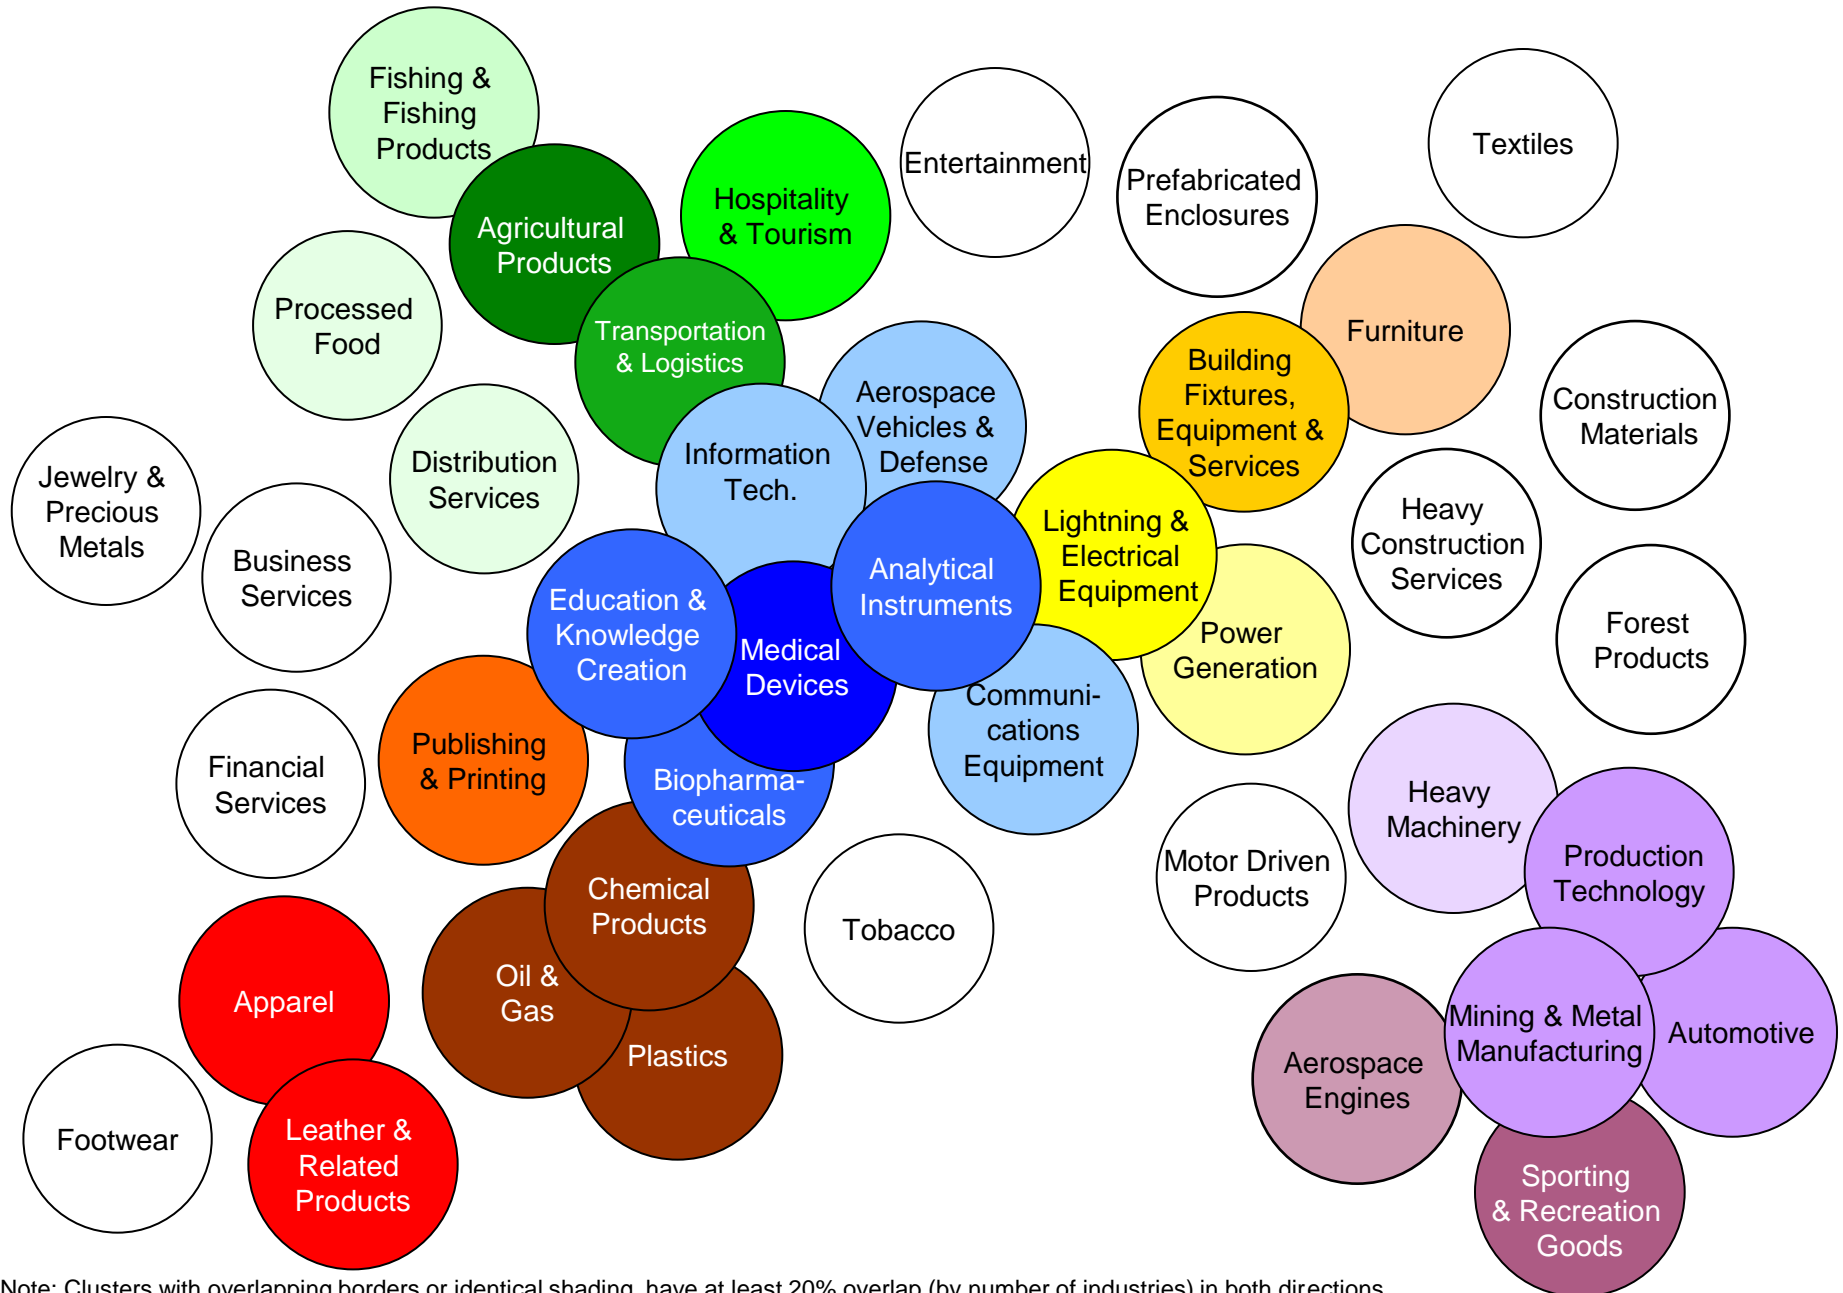 Fishing &
Fishing
Products
Entertainment
Prefabricated
Enclosures
Textiles
Agricultural
Products
Hospitality
& Tourism
Processed
Food
Transportation
& Logistics
Furniture
Building
Fixtures,
Equipment &
Services
Aerospace
Vehicles &
Defense
Construction
Materials
Jewelry &
Precious
Metals
Distribution
Services
Information
Tech.
Heavy
Construction
Services
Business
Services
Lightning &
Electrical
Equipment
Analytical
Instruments
Education &
Knowledge
Creation
Medical
Devices
Power
Generation
Forest
Products
Communi-
cations
Equipment
Financial
Services
Publishing
& Printing
Biopharma-
ceuticals
Heavy
Machinery
Motor Driven
Products
Production
Technology
Chemical
Products
Tobacco
Apparel
Oil &
Gas
Plastics
Mining & Metal
Manufacturing
Automotive
Aerospace
Engines
Footwear
Leather &
Related
Products
Sporting
& Recreation
Goods
Note: Clusters with overlapping borders or identical shading have at least 20% overlap (by number of industries) in both directions.